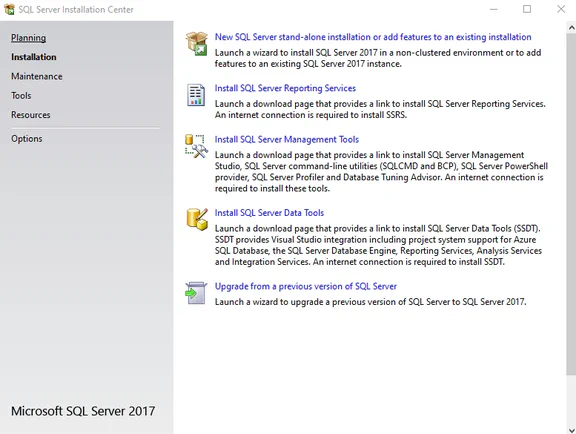 SQL Server Installation Center
Planning
Installation
Maintenance
Tools
Resources
Options
Microsoft SQL Server 2017
New SQL Server stand-alone installation or add features to an existing installation
Launch a wizard to install SQL Server 2017 in a non-clustered environment or to add
features to an existing SQL Server 2017 instance.
Install SQL Server Reporting Services
Launch a download page that provides a link to install SQL Server Reporting Services.
An internet connection is required to install SSRS.
Install SQL Server Management Tools
Launch a download page that provides a link to install SQL Server Management
Studio, SQL Server command-line utilities (SQLCMD and BCP), SQL Server PowerShell
provider, SQL Server Profiler and Database Tuning Advisor. An internet connection is
required to install these tools.
Install SQL Server Data Tools
Launch a download page that provides a link to install SQL Server Data Tools (SSDT).
SSDT provides Visual Studio integration including project system support for Azure
SQL Database, the SQL Server Database Engine, Reporting Services, Analysis Services
and Integration Services. An internet connection is required to install SSDT.
Upgrade from a previous version of SQL Server
Launch a wizard to upgrade a previous version of SQL Server to SQL Server 2017.